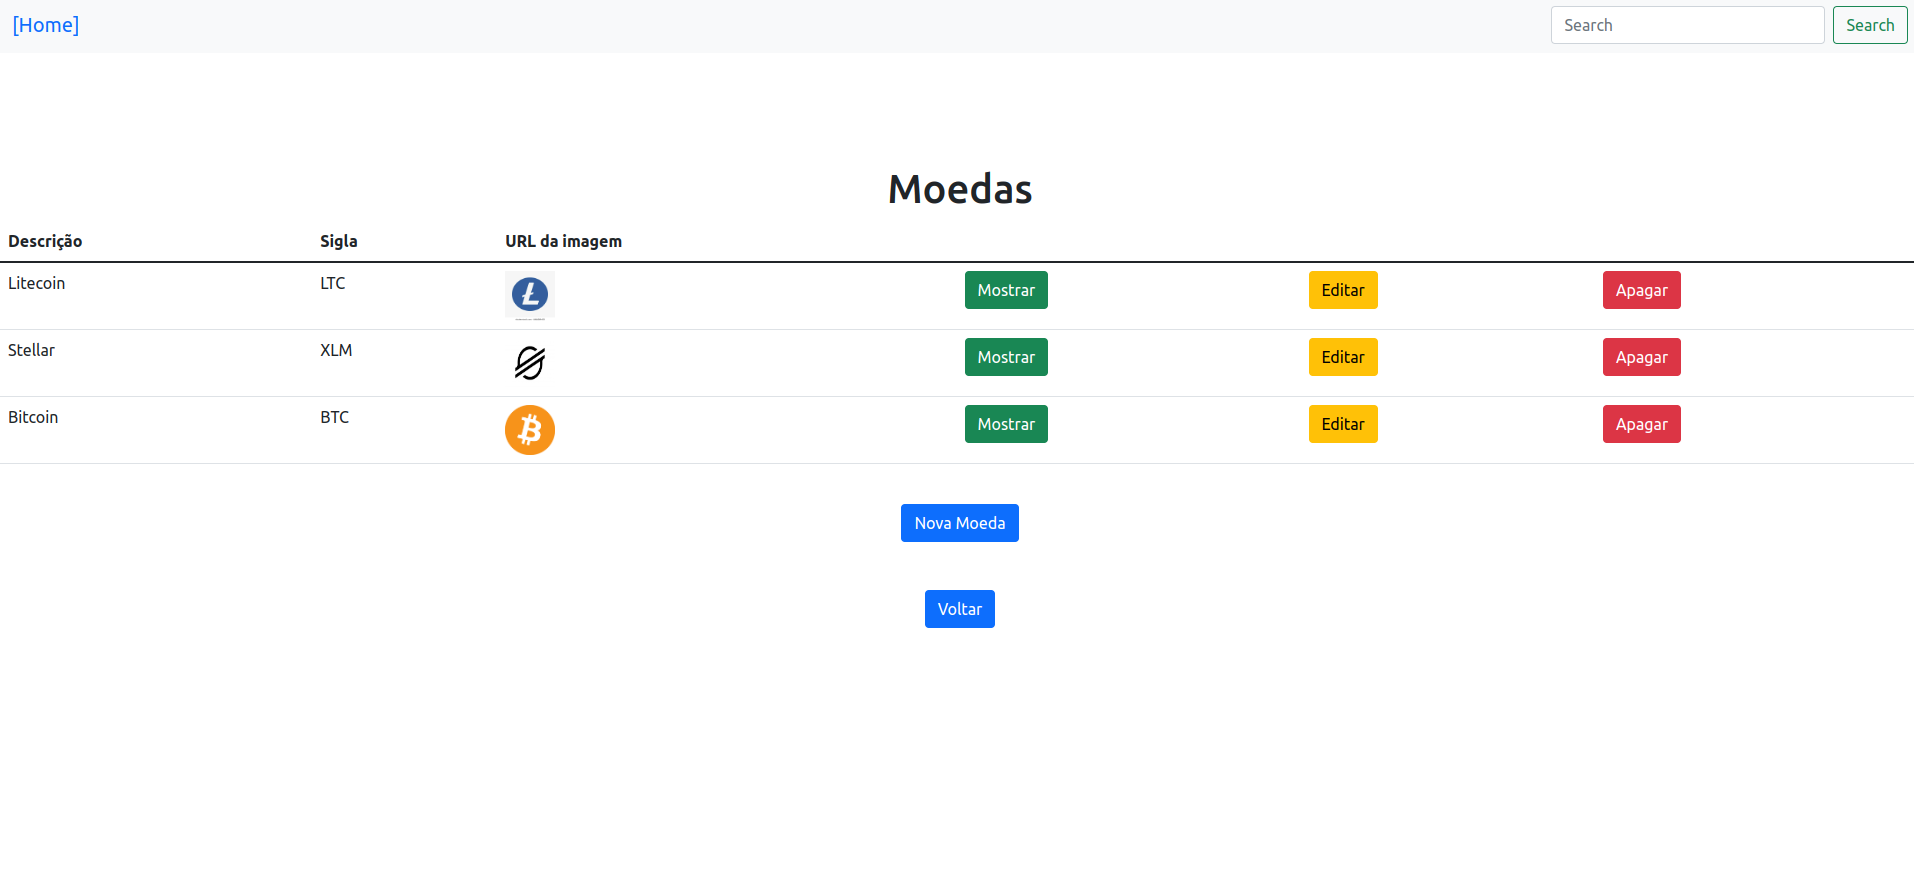 [Home] Search Search
Moedas
Descrição Sigla URL da imagem
Litecoin LTC Mostrar Editar Apagar
Stellar XLM Mostrar Editar Apagar
Bitcoin BTC Mostrar Editar Apagar
Nova Moeda
Voltar